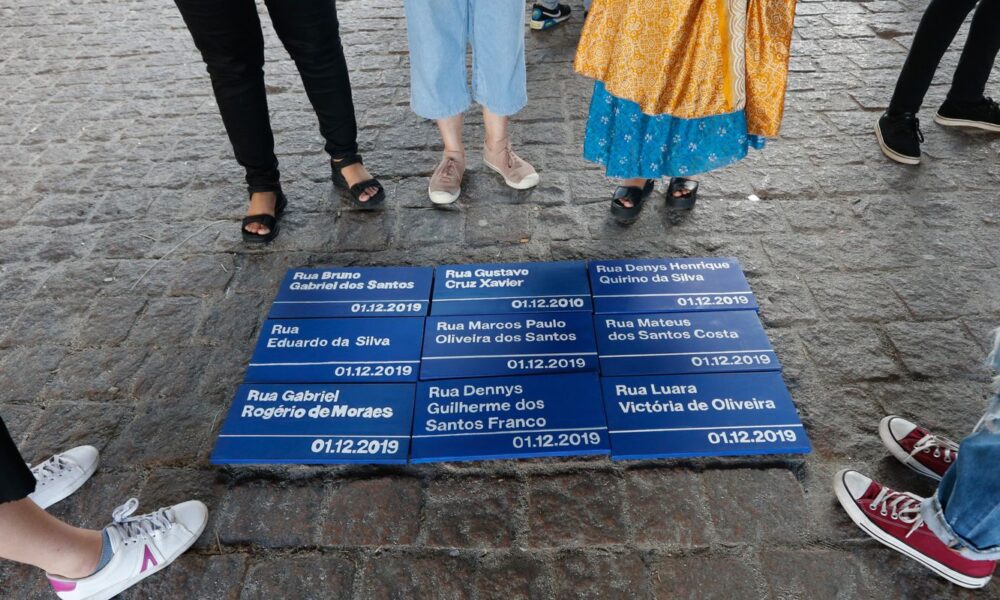 Rua Bruno
Gabriel dos Santos
01.12.2019
Rua Gustavo
Cruz Xavier
01.12.2010
Rua Denys Henrique
Quirino da Silva
01.12.2019
Rua
Eduardo da Silva
01.12.2019
Rua Marcos Paulo
Oliveira dos Santos
01.12.2019
Rua Mateus
dos Santos Costa
01.12.2019
Rua Gabriel
Rogério de Moraes
01.12.2019
Rua Dennys
Guilherme dos
Santos Franco
01.12.2019
Rua Luara
Victória de Oliveira
01.12.2019